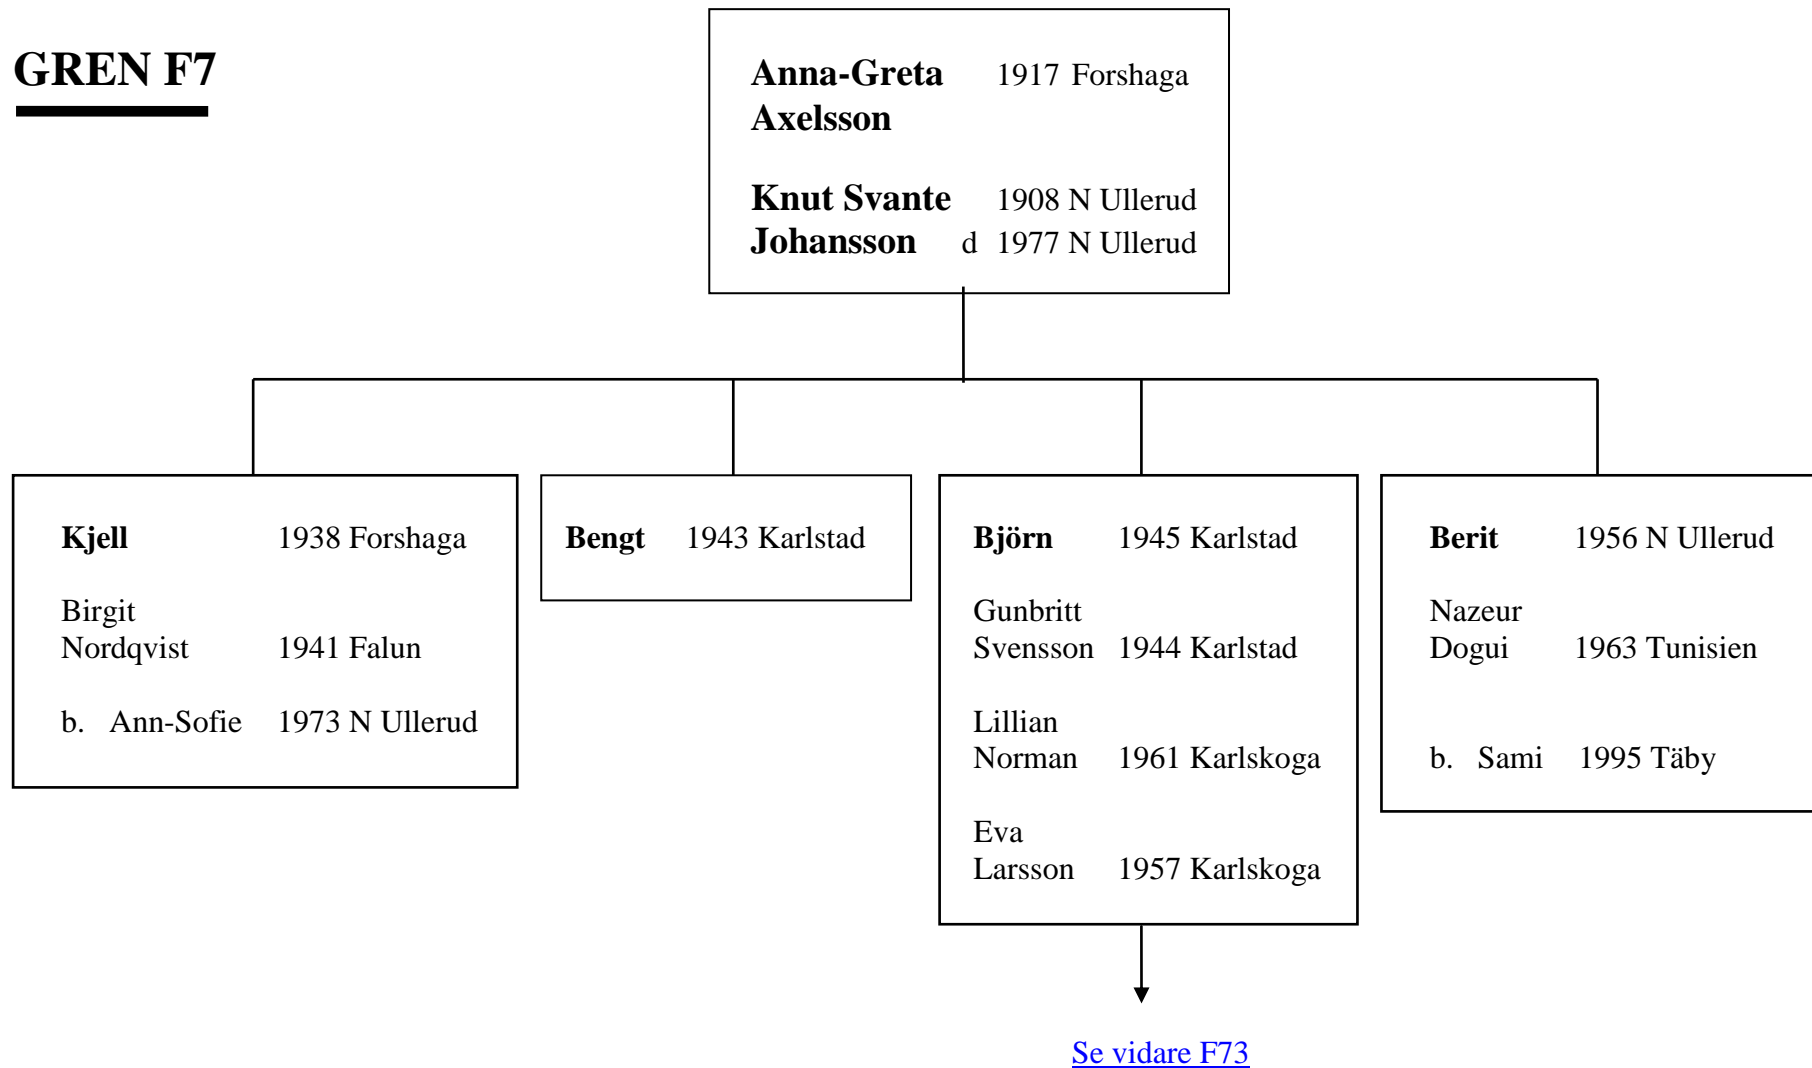 GREN F7
Anna-Greta 1917 Forshaga
Axelsson
Knut Svante 1908 N Ullerud
Johansson d 1977 N Ullerud
Kjell 1938 Forshaga
Birgit
Nordqvist 1941 Falun
b. Ann-Sofie 1973 N Ullerud
Bengt 1943 Karlstad
Björn 1945 Karlstad
Gunbritt
Svensson 1944 Karlstad
Lillian
Norman 1961 Karlskoga
Eva
Larsson 1957 Karlskoga
Berit 1956 N Ullerud
Nazeur
Dogui 1963 Tunisien
b. Sami 1995 Täby
Se vidare F73